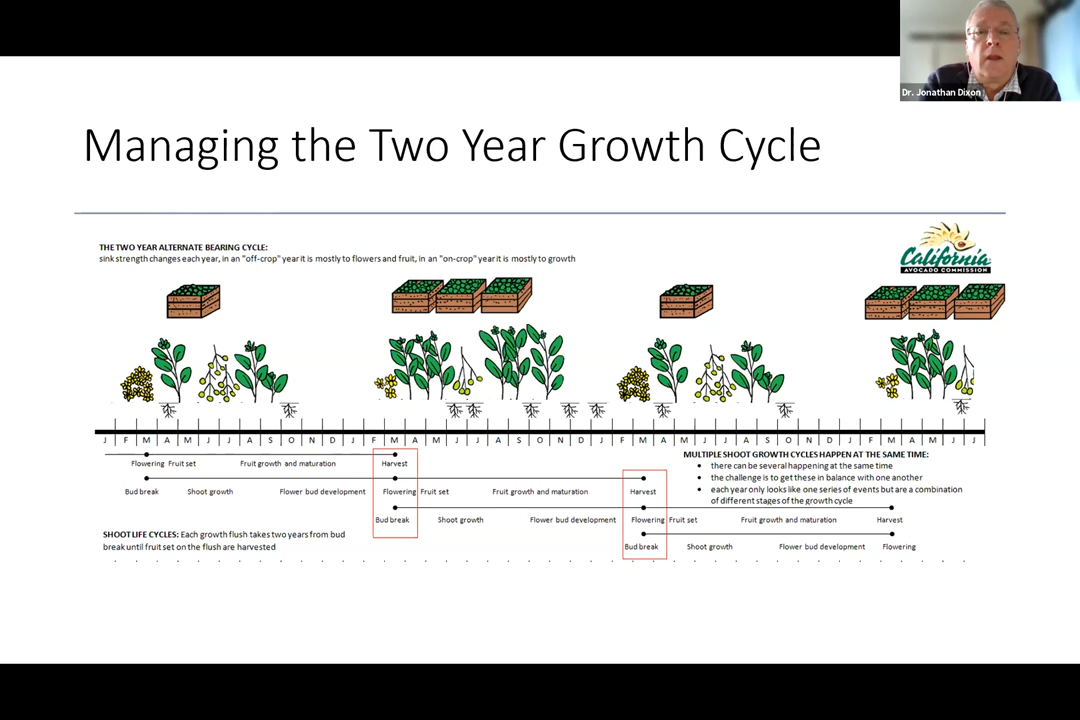 Dr. Jonathan Dixon
Managing the Two Year Growth Cycle
THE TWO YEAR ALTERNATE BEARING CYCLE:
sink strength changes each year, in an "off-crop" year it is mostly to flowers and fruit, in an "on-crop" year it is mostly to growth
California
AVOCADO COMMISSION
J F M A M J J A S O N D J F M A M J J A S O N D J F M A M J J A S O N D J F M A M J J
Flowering Fruit set Fruit growth and maturation Harvest
Bud break Shoot growth Flower bud development Flowering Fruit set Fruit growth and maturation Harvest
Bud break Shoot growth Flower bud development Flowering Fruit set Fruit growth and maturation Harvest
Bud break Shoot growth Flower bud development Flowering
MULTIPLE SHOOT GROWTH CYCLES HAPPEN AT THE SAME TIME:
• there can be several happening at the same time
• the challenge is to get these in balance with one another
• each year only looks like one series of events but are a combination
of different stages of the growth cycle
SHOOT LIFE CYCLES: Each growth flush takes two years from bud
break until fruit set on the flush are harvested